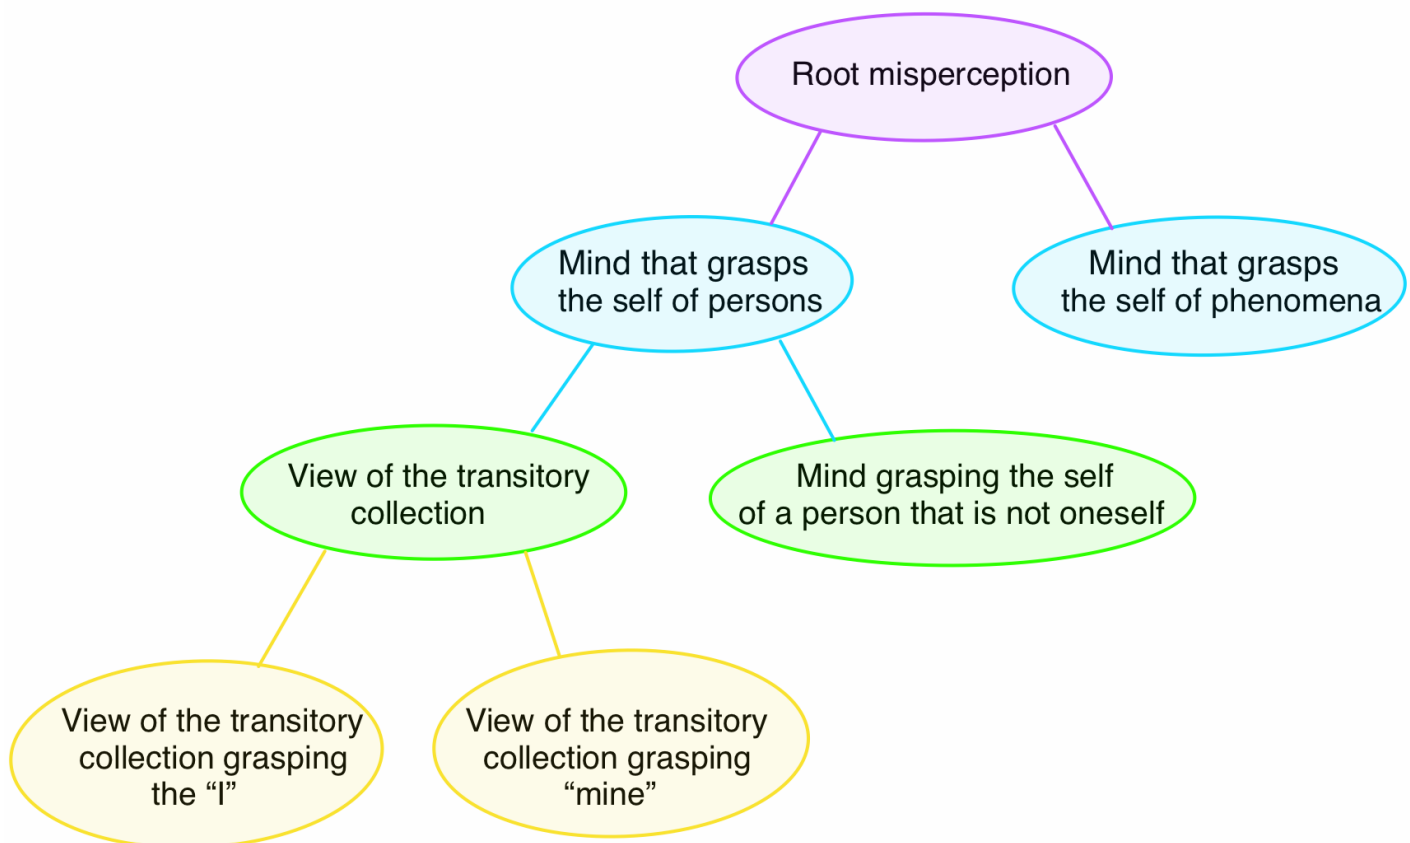 Root misperception
Mind that grasps
the self of persons
Mind that grasps
the self of phenomena
View of the transitory
collection
Mind grasping the self
of a person that is not oneself
View of the transitory
collection grasping
the “I”
View of the transitory
collection grasping
“mine”